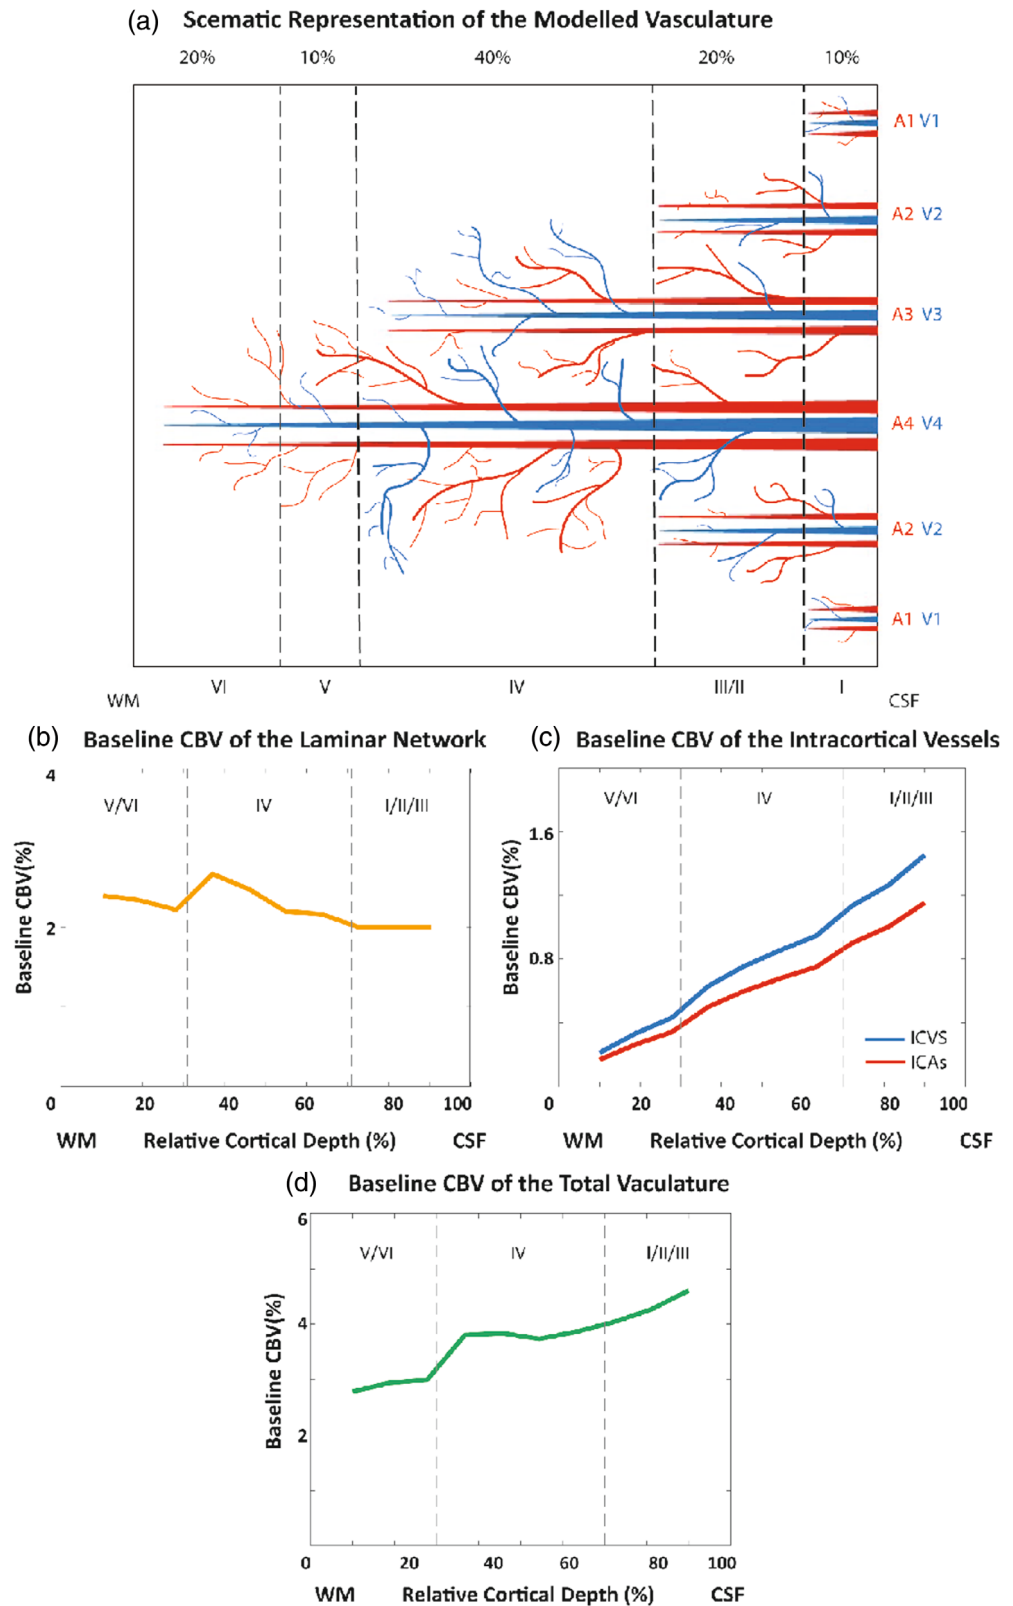 (a) Scematic Representation of the Modelled Vasculature
20% 10% 40% 20% 10%
A1 V1
A2 V2
A3 V3
A4 V4
A2 V2
A1 V1
VI V IV III/II I
WM CSF
(b) Baseline CBV of the Laminar Network
4
V/VI IV I/II/III
Baseline CBV(%)
2
0 20 40 60 80 100
WM Relative Cortical Depth (%) CSF
(c) Baseline CBV of the Intracortical Vessels
V/VI IV I/II/III
1.6
Baseline CBV(%)
0.8
ICVS
ICAs
0 20 40 60 80 100
WM Relative Cortical Depth (%) CSF
(d) Baseline CBV of the Total Vaculature
6
V/VI IV I/II/III
4
Baseline CBV(%)
2
0 20 40 60 80 100
WM Relative Cortical Depth (%) CSF